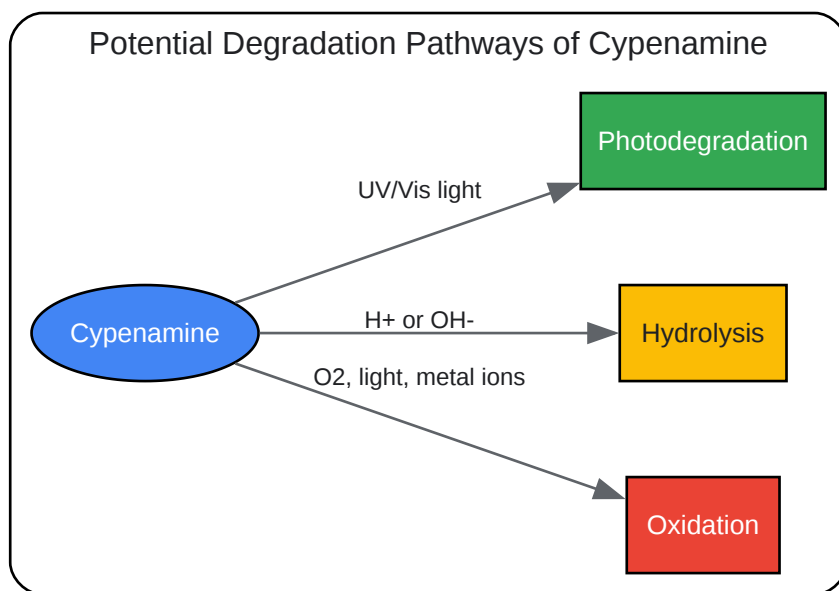 Potential Degradation Pathways of Cypenamine
Photodegradation
UV/Vis light
Cypenamine
H+ or OH-
Hydrolysis
O2, light, metal ions
Oxidation